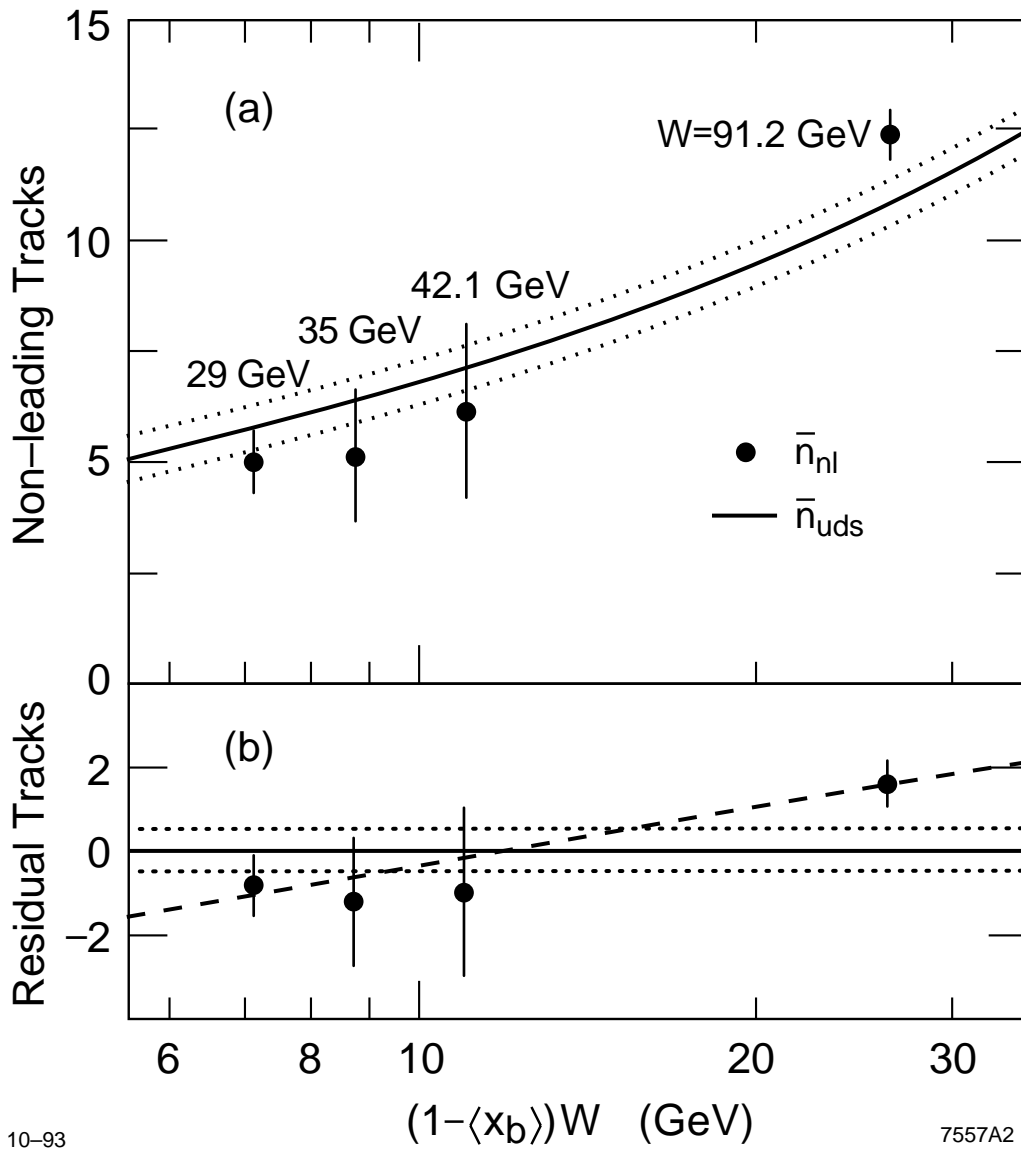 15
(a)
W=91.2 GeV
10
42.1 GeV
35 GeV
29 GeV
5
n̄nl
n̄uds
0
Non–leading Tracks
(b)
2
0
–2
Residual Tracks
6 8 10 20 30
(1–⟨xb⟩)W (GeV)
10–93
7557A2